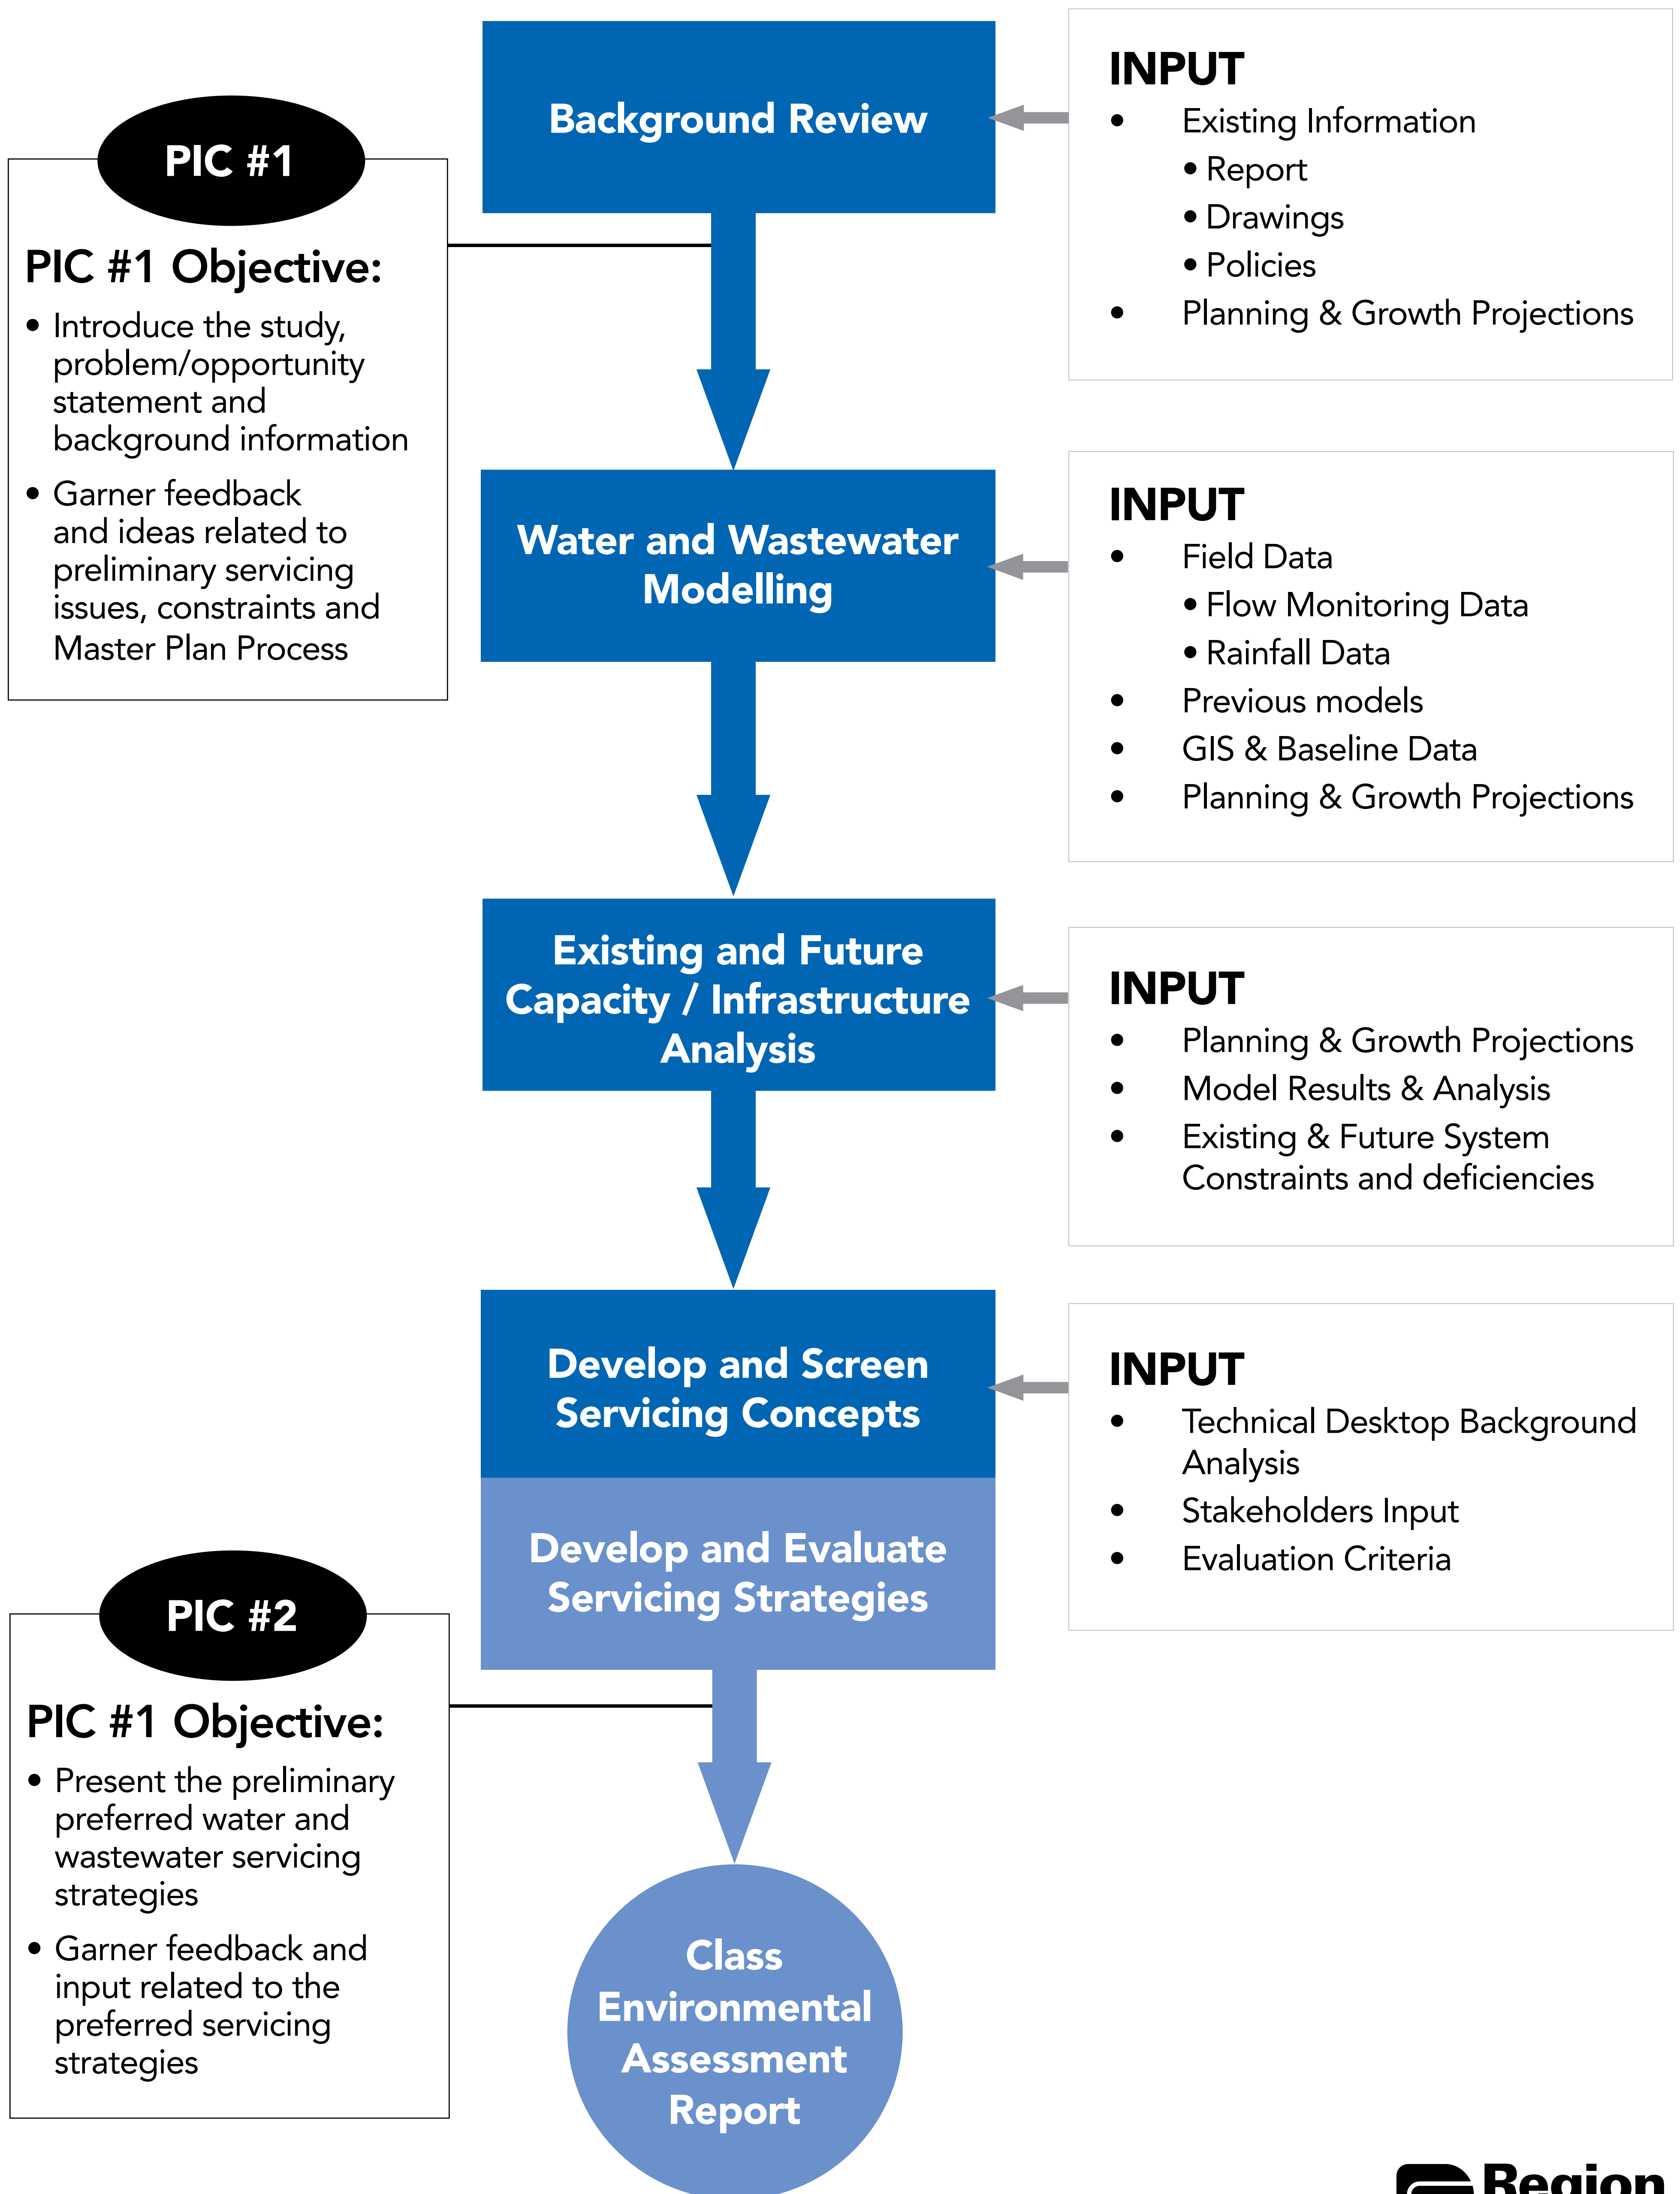 Background Review
INPUT
• Existing Information
• Report
• Drawings
• Policies
• Planning & Growth Projections
PIC #1
PIC #1 Objective:
• Introduce the study,
problem/opportunity
statement and
background information
• Garner feedback
and ideas related to
preliminary servicing
issues, constraints and
Master Plan Process
Water and Wastewater
Modelling
INPUT
• Field Data
• Flow Monitoring Data
• Rainfall Data
• Previous models
• GIS & Baseline Data
• Planning & Growth Projections
Existing and Future
Capacity / Infrastructure
Analysis
INPUT
• Planning & Growth Projections
• Model Results & Analysis
• Existing & Future System
Constraints and deficiencies
Develop and Screen
Servicing Concepts
Develop and Evaluate
Servicing Strategies
INPUT
• Technical Desktop Background
Analysis
• Stakeholders Input
• Evaluation Criteria
PIC #2
PIC #1 Objective:
• Present the preliminary
preferred water and
wastewater servicing
strategies
• Garner feedback and
input related to the
preferred servicing
strategies
Class
Environmental
Assessment
Report
Region